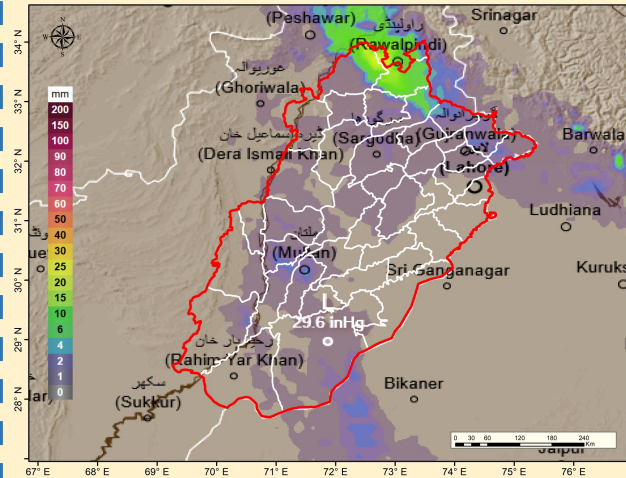 (Peshawar)
Srinagar
راولپنڈی
(Rawalpindi)
غوریوالہ
(Ghoriwala)
ڈیرہ اسماعیل خان
(Dera Ismail Khan)
(Sargodha)
(Gujranwala)
Barwala
لاہور
(Lahore)
Ludhiana
ملتان
(Multan)
Sri Ganganagar
Kuruks
L
29.6 inHg
رحیم یار خان
(Rahim Yar Khan)
سکھر
(Sukkur)
Bikaner
Jaipur
mm
200
150
100
90
80
70
60
50
40
30
25
20
15
10
6
4
2
1
0
34° N
33° N
32° N
31° N
30° N
29° N
28° N
0 30 60 120 180 240
Km
67° E 68° E 69° E 70° E 71° E 72° E 73° E 74° E 75° E 76° E
N
E
S
W